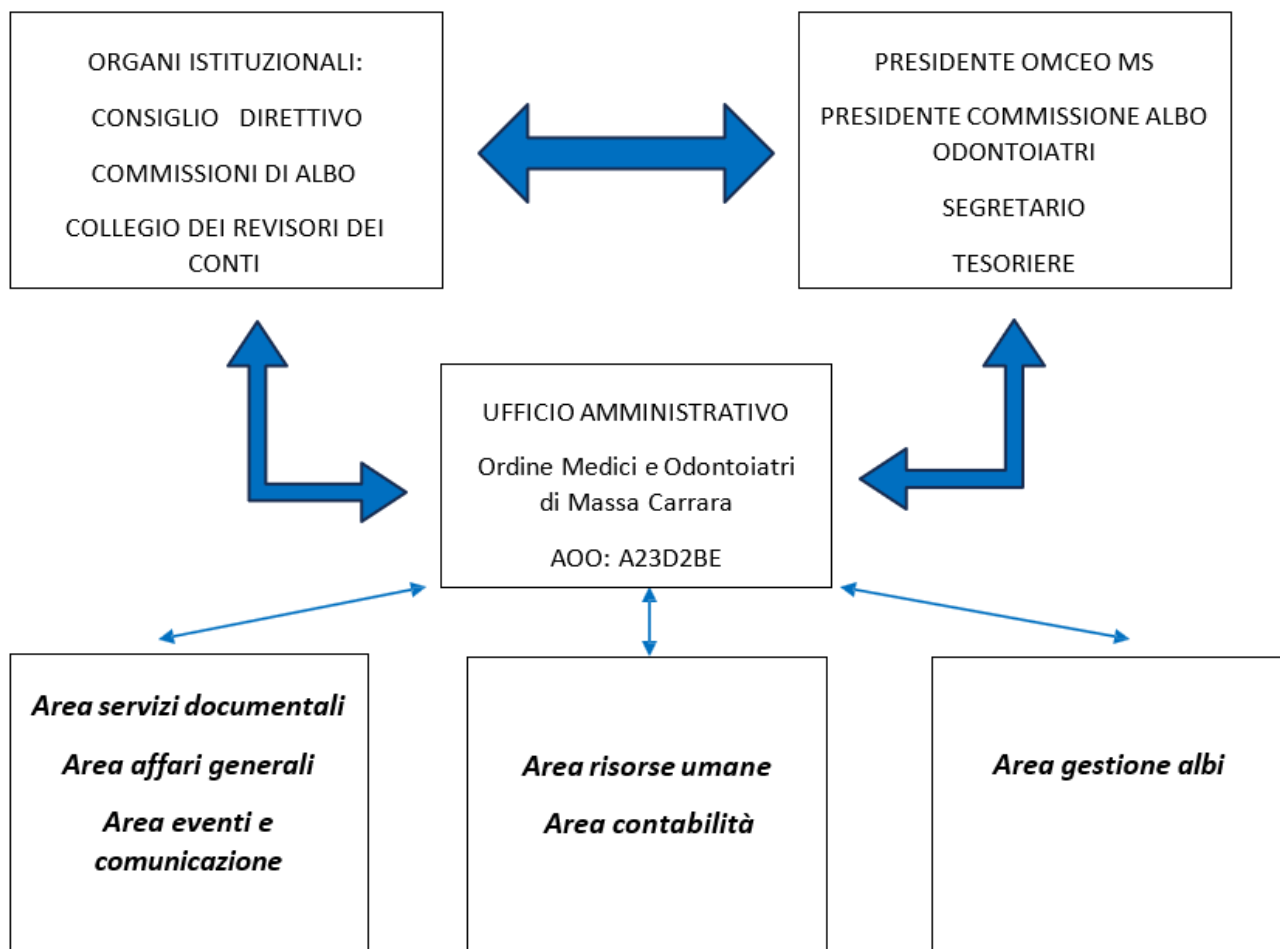 ORGANI ISTITUZIONALI:
CONSIGLIO DIRETTIVO
COMMISSIONI DI ALBO
COLLEGIO DEI REVISORI DEI
CONTI
PRESIDENTE OMCEO MS
PRESIDENTE COMMISSIONE ALBO
ODONTOIATRI
SEGRETARIO
TESORIERE
UFFICIO AMMINISTRATIVO
Ordine Medici e Odontoiatri
di Massa Carrara
AOO: A23D2BE
Area servizi documentali
Area affari generali
Area eventi e
comunicazione
Area risorse umane
Area contabilità
Area gestione albi